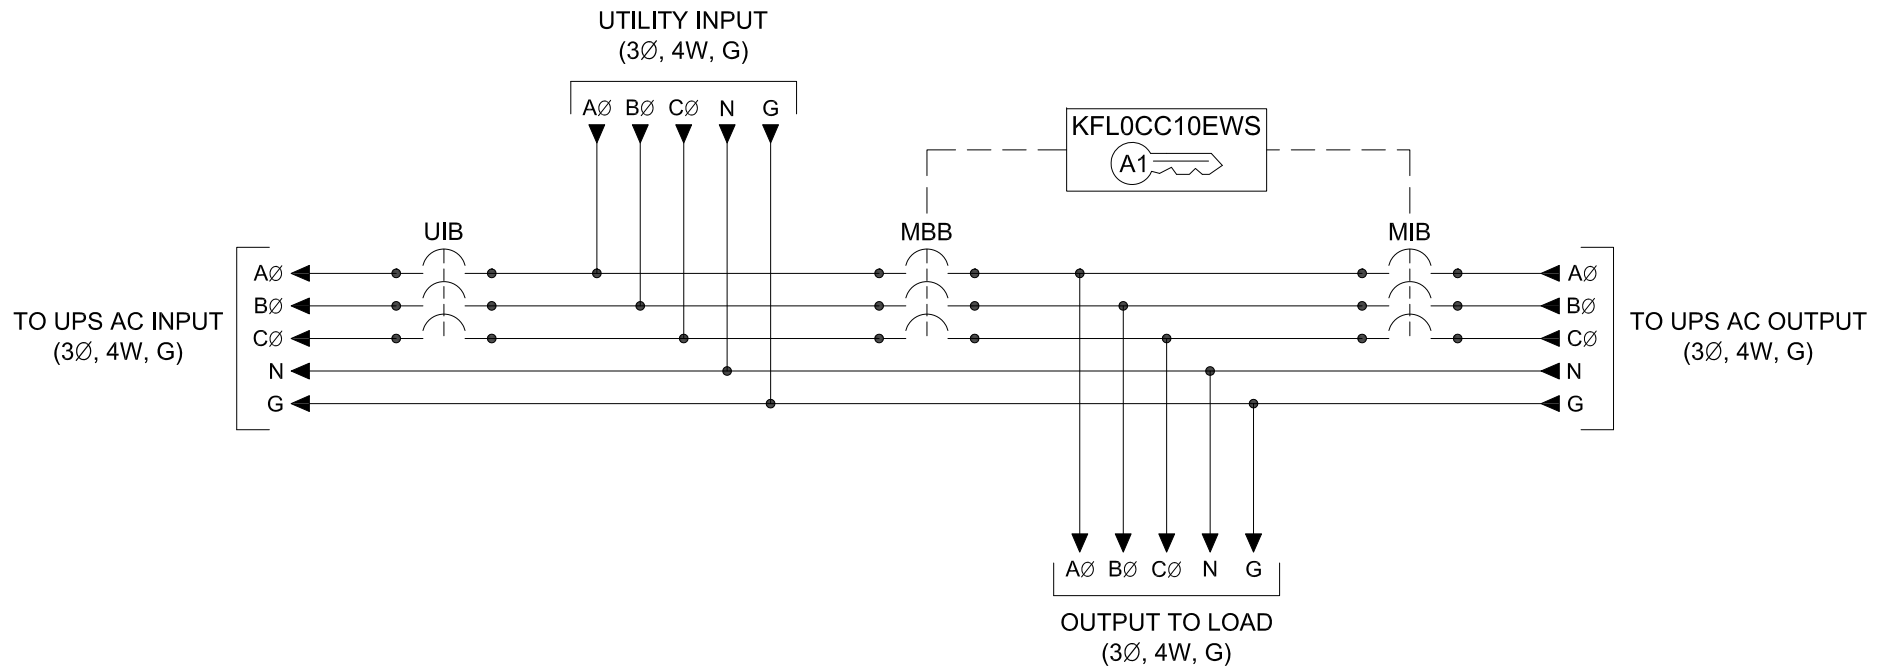 UTILITY INPUT
(3Ø, 4W, G)
AØ BØ CØ N G
KFL0CC10EWS
A1
UIB
MBB
MIB
TO UPS AC INPUT
(3Ø, 4W, G)
AØ
BØ
CØ
N
G
AØ
BØ
CØ
N
G
TO UPS AC OUTPUT
(3Ø, 4W, G)
AØ BØ CØ N G
OUTPUT TO LOAD
(3Ø, 4W, G)